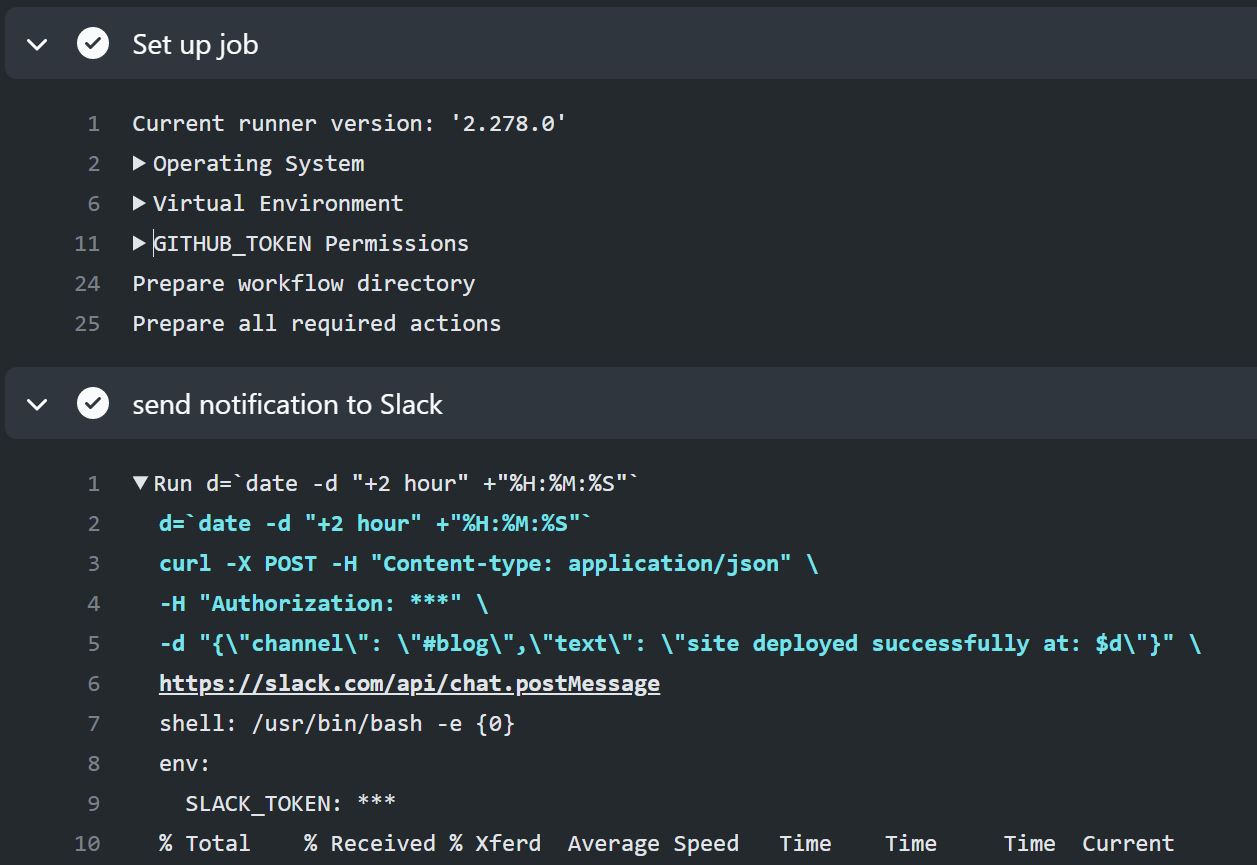 Set up job
1 Current runner version: '2.278.0'
2 Operating System
6 Virtual Environment
11 GITHUB_TOKEN Permissions
24 Prepare workflow directory
25 Prepare all required actions
send notification to Slack
1 Run d=`date -d "+2 hour" +"%H:%M:%S"`
2 d=`date -d "+2 hour" +"%H:%M:%S"`
3 curl -X POST -H "Content-type: application/json" \
4 -H "Authorization: ***" \
5 -d "{\"channel\": \"#blog\",\"text\": \"site deployed successfully at: $d\"}" \
6 https://slack.com/api/chat.postMessage
7 shell: /usr/bin/bash -e {0}
8 env:
9 SLACK_TOKEN: ***
10 % Total % Received % Xferd Average Speed Time Time Time Current